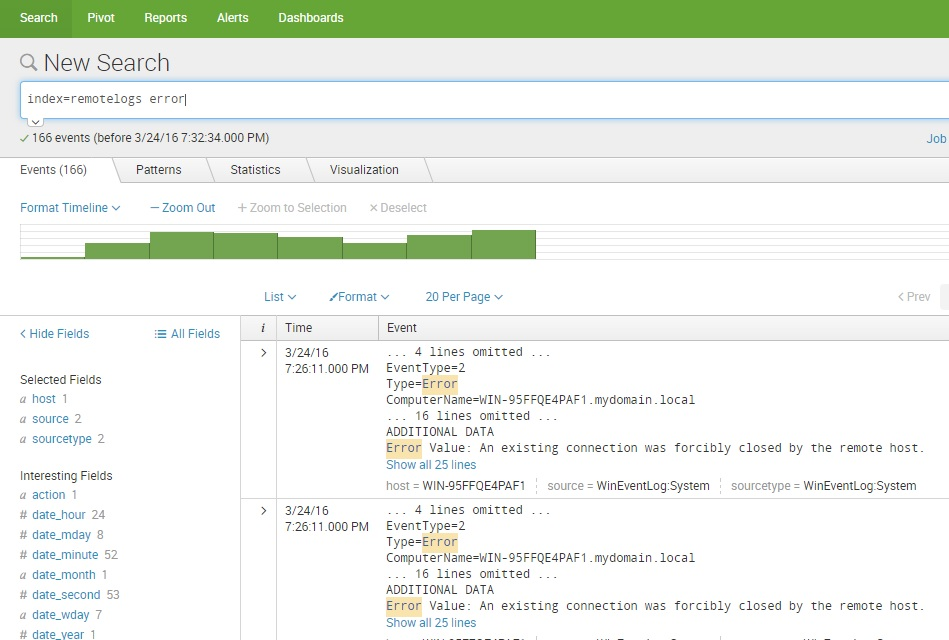 Search Pivot Reports Alerts Dashboards
New Search
index=remotelogs error
166 events (before 3/24/16 7:32:34.000 PM)
Job
Events (166) Patterns Statistics Visualization
Format Timeline — Zoom Out + Zoom to Selection × Deselect
List Format 20 Per Page < Prev
< Hide Fields All Fields
i Time Event
Selected Fields
a host 1
a source 2
a sourcetype 2
Interesting Fields
a action 1
# date_hour 24
# date_mday 8
# date_minute 52
a date_month 1
# date_second 53
a date_wday 7
# date_year 1
> 3/24/16
7:26:11.000 PM
... 4 lines omitted ...
EventType=2
Type=Error
ComputerName=WIN-95FFQE4PAF1.mydomain.local
... 16 lines omitted ...
ADDITIONAL DATA
Error Value: An existing connection was forcibly closed by the remote host.
Show all 25 lines
host = WIN-95FFQE4PAF1 source = WinEventLog:System sourcetype = WinEventLog:System
> 3/24/16
7:26:11.000 PM
... 4 lines omitted ...
EventType=2
Type=Error
ComputerName=WIN-95FFQE4PAF1.mydomain.local
... 16 lines omitted ...
ADDITIONAL DATA
Error Value: An existing connection was forcibly closed by the remote host.
Show all 25 lines